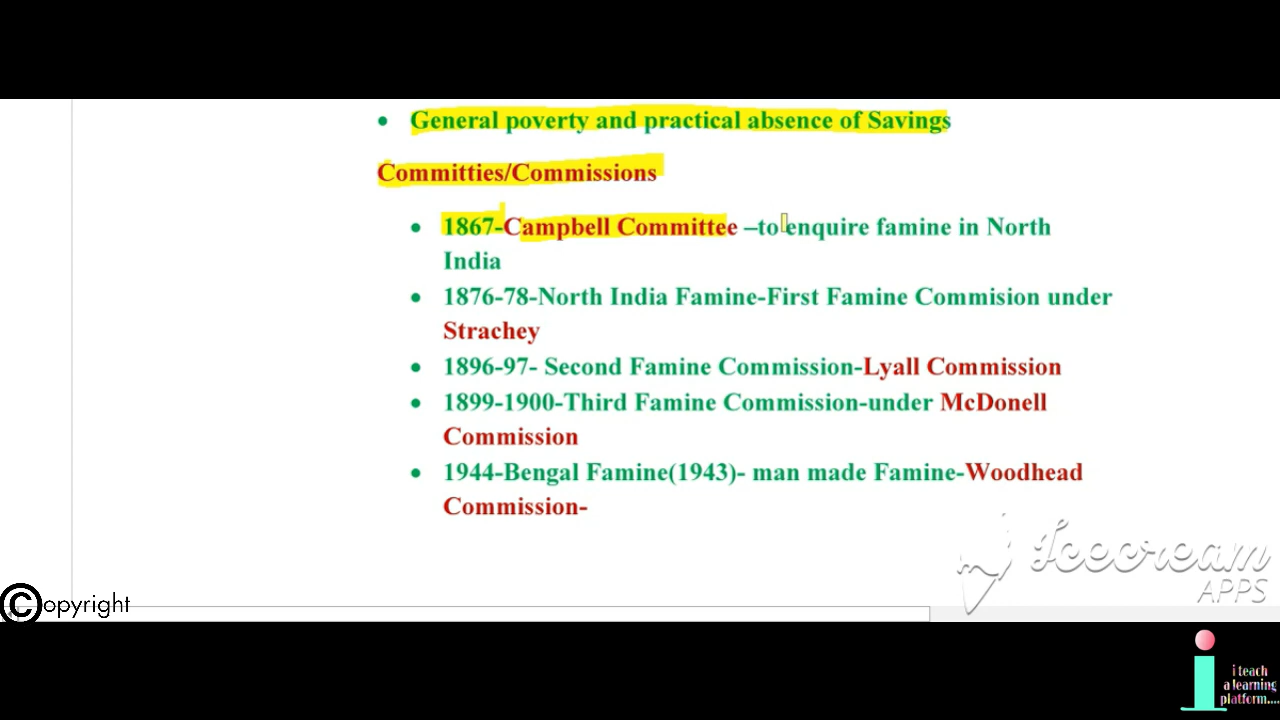 • General poverty and practical absence of Savings
Committies/Commissions
• 1867-Campbell Committee –to enquire famine in North
India
• 1876-78-North India Famine-First Famine Commision under
Strachey
• 1896-97- Second Famine Commission-Lyall Commission
• 1899-1900-Third Famine Commission-under McDonell
Commission
• 1944-Bengal Famine(1943)- man made Famine-Woodhead
Commission-
Icecream
APPS
©opyright
i teach
a learning
platform....